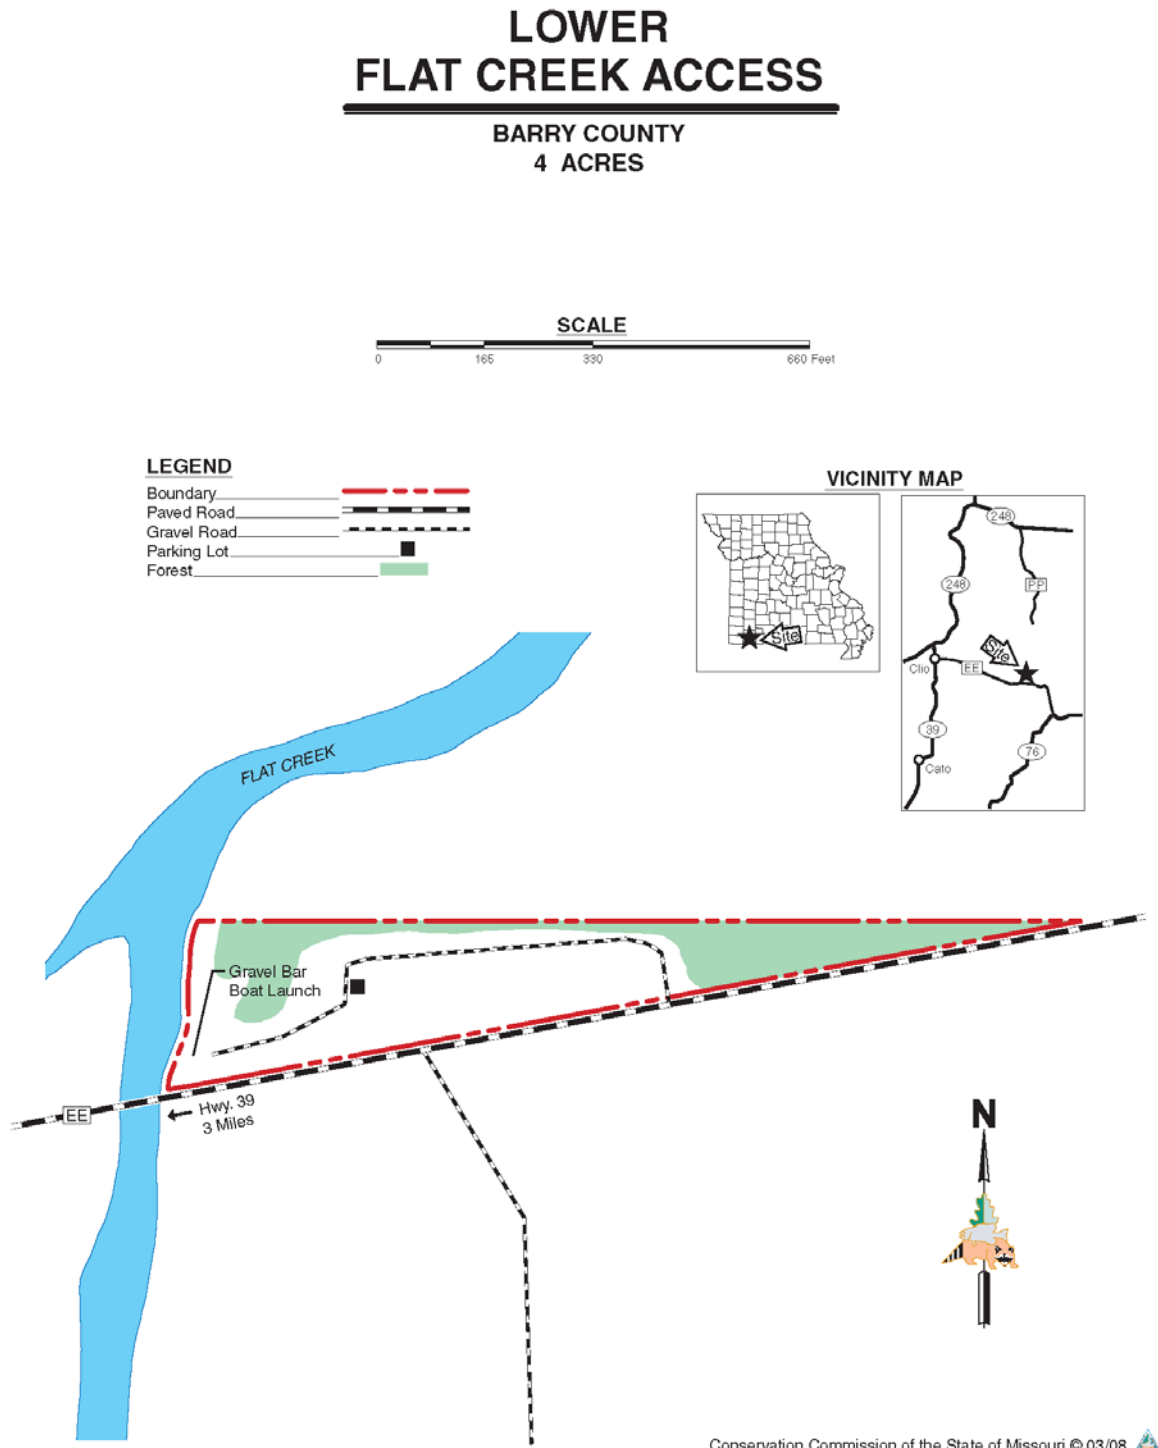 LOWER
FLAT CREEK ACCESS
BARRY COUNTY
4 ACRES
SCALE
0 165 330 660 Feet
LEGEND
Boundary
Paved Road
Gravel Road
Parking Lot
Forest
VICINITY MAP
Site
248
248
PP
Site
Clio
EE
39
Cato
76
FLAT CREEK
Gravel Bar
Boat Launch
EE
Hwy. 39
3 Miles
N
Conservation Commission of the State of Missouri © 03/08